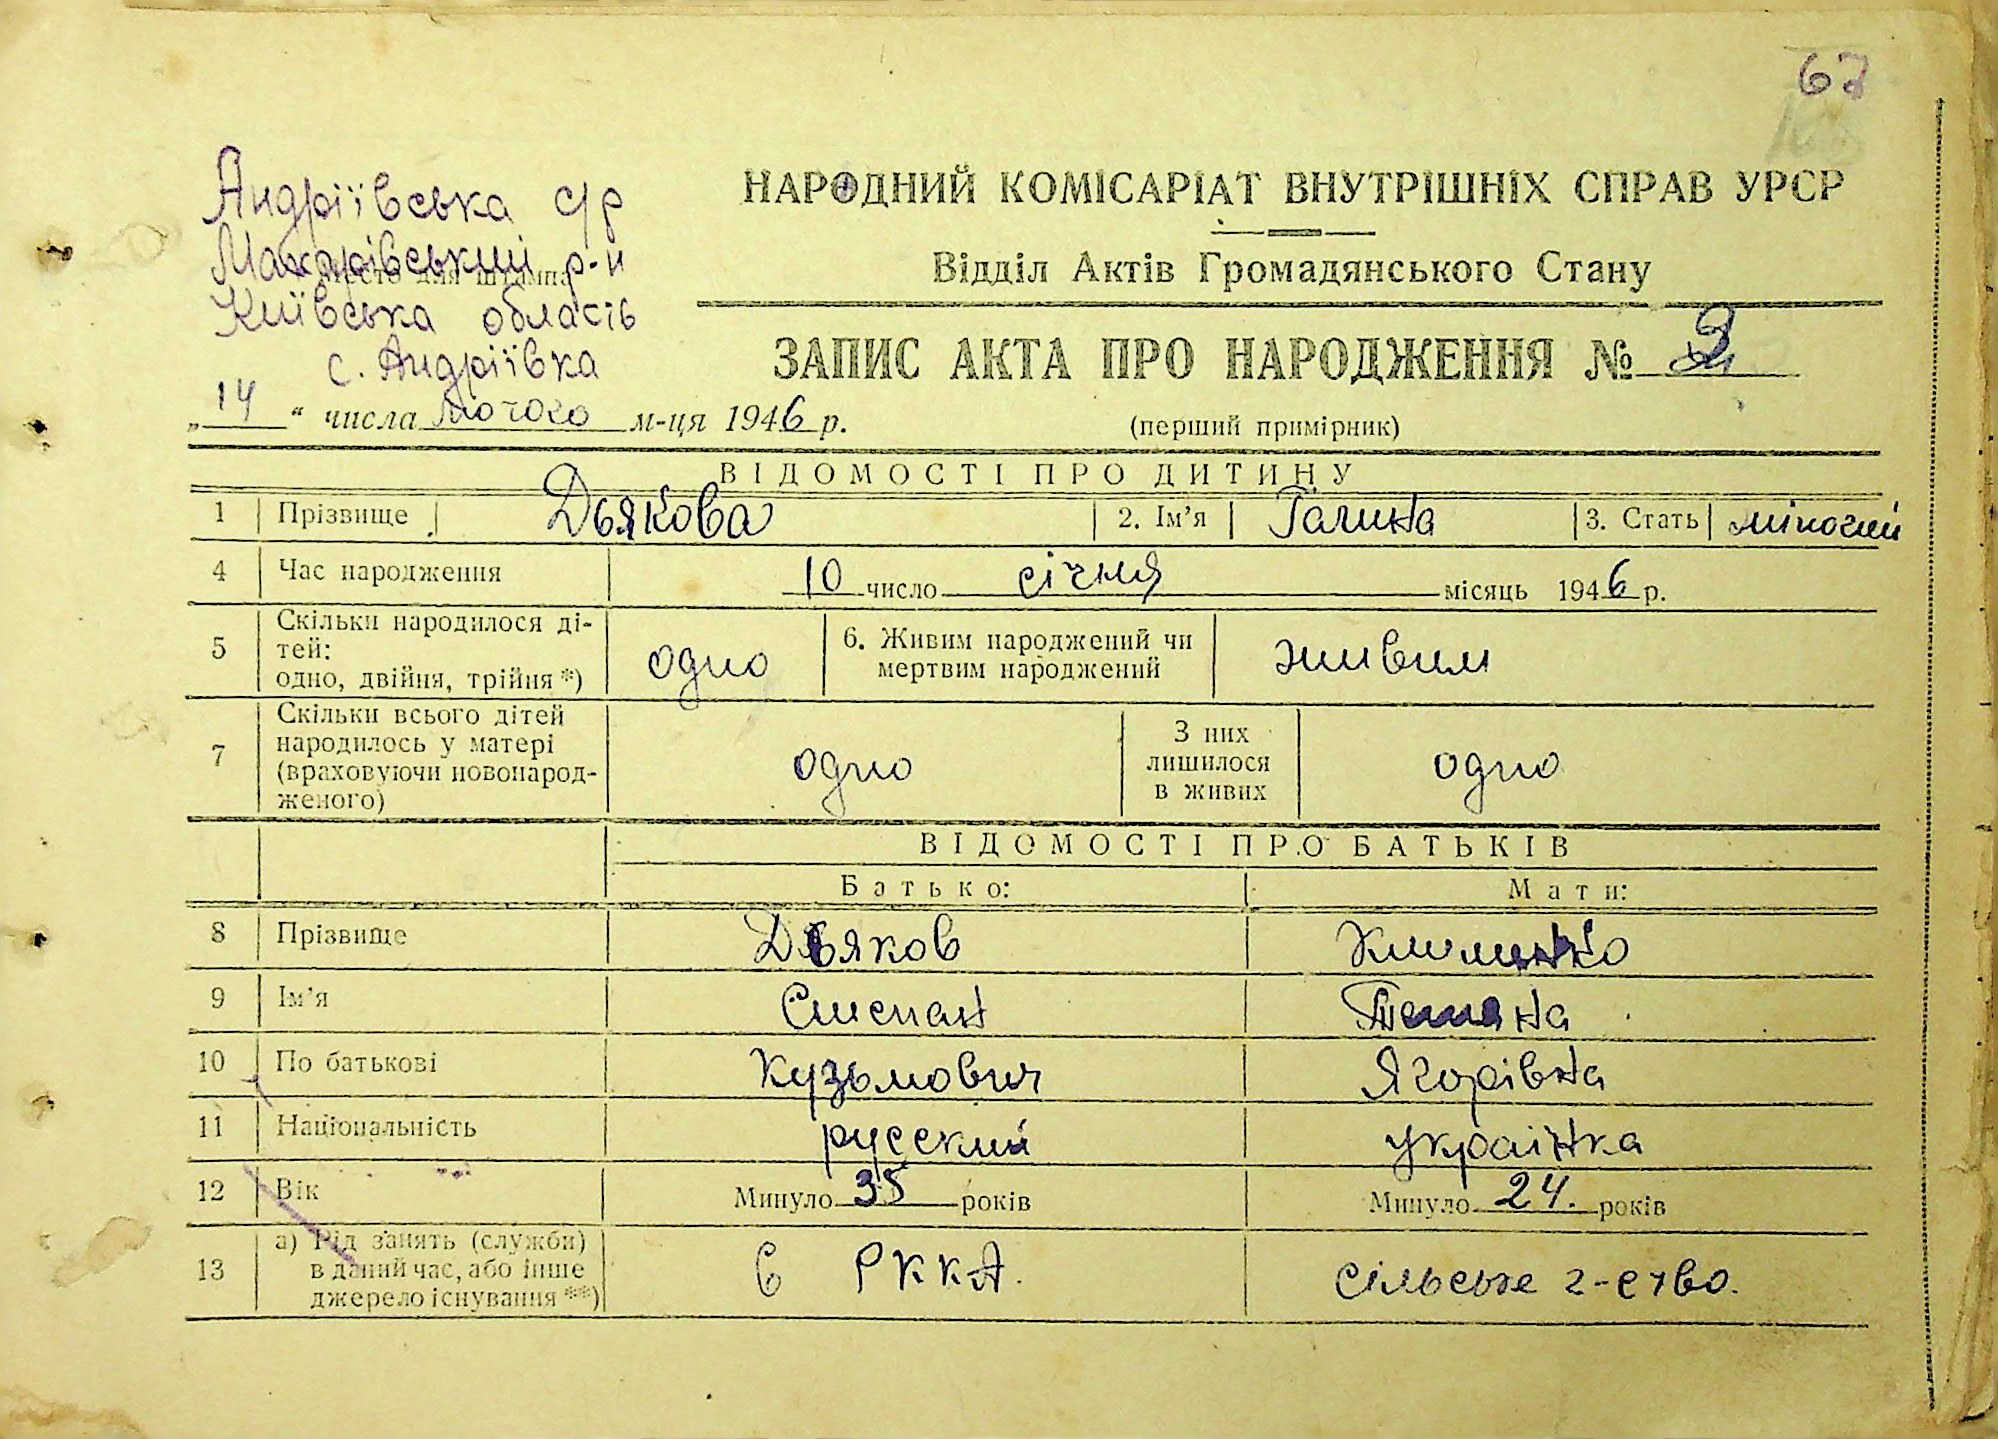 67
Андріївська с/р
Макарівський р-н
Київська область
с. Андріївка
НАРОДНИЙ КОМІСАРІАТ ВНУТРІШНІХ СПРАВ УРСР
Відділ Актів Громадянського Стану
ЗАПИС АКТА ПРО НАРОДЖЕННЯ №
„14“ числа лютого м-ця 1946 р.
(перший примірник)
ВІДОМОСТІ ПРО ДИТИНУ
1 Прізвище Дьякова 2. Ім’я Галина 3. Стать жіночий
4 Час народження 10 число січня місяць 1946 р.
5 Скільки народилося ді-
тей:
одно, двійня, трійня *) одно 6. Живим народжений чи
мертвим народжений живим
7 Скільки всього дітей
народилось у матері
(враховуючи новонарод-
женого) одно З них
лишилося
в живих одно
ВІДОМОСТІ ПРО БАТЬКІВ
Батько: Мати:
8 Прізвище Дьяков Клименко
9 Ім’я Степан Тетяна
10 По батькові Кузьмович Ягорівна
11 Національність русский українка
12 Вік Минуло 35 років Минуло 24. років
13 а) Рід занять (служби)
в даний час, або інше
джерело існування **) в РККА. сільське г-ство.